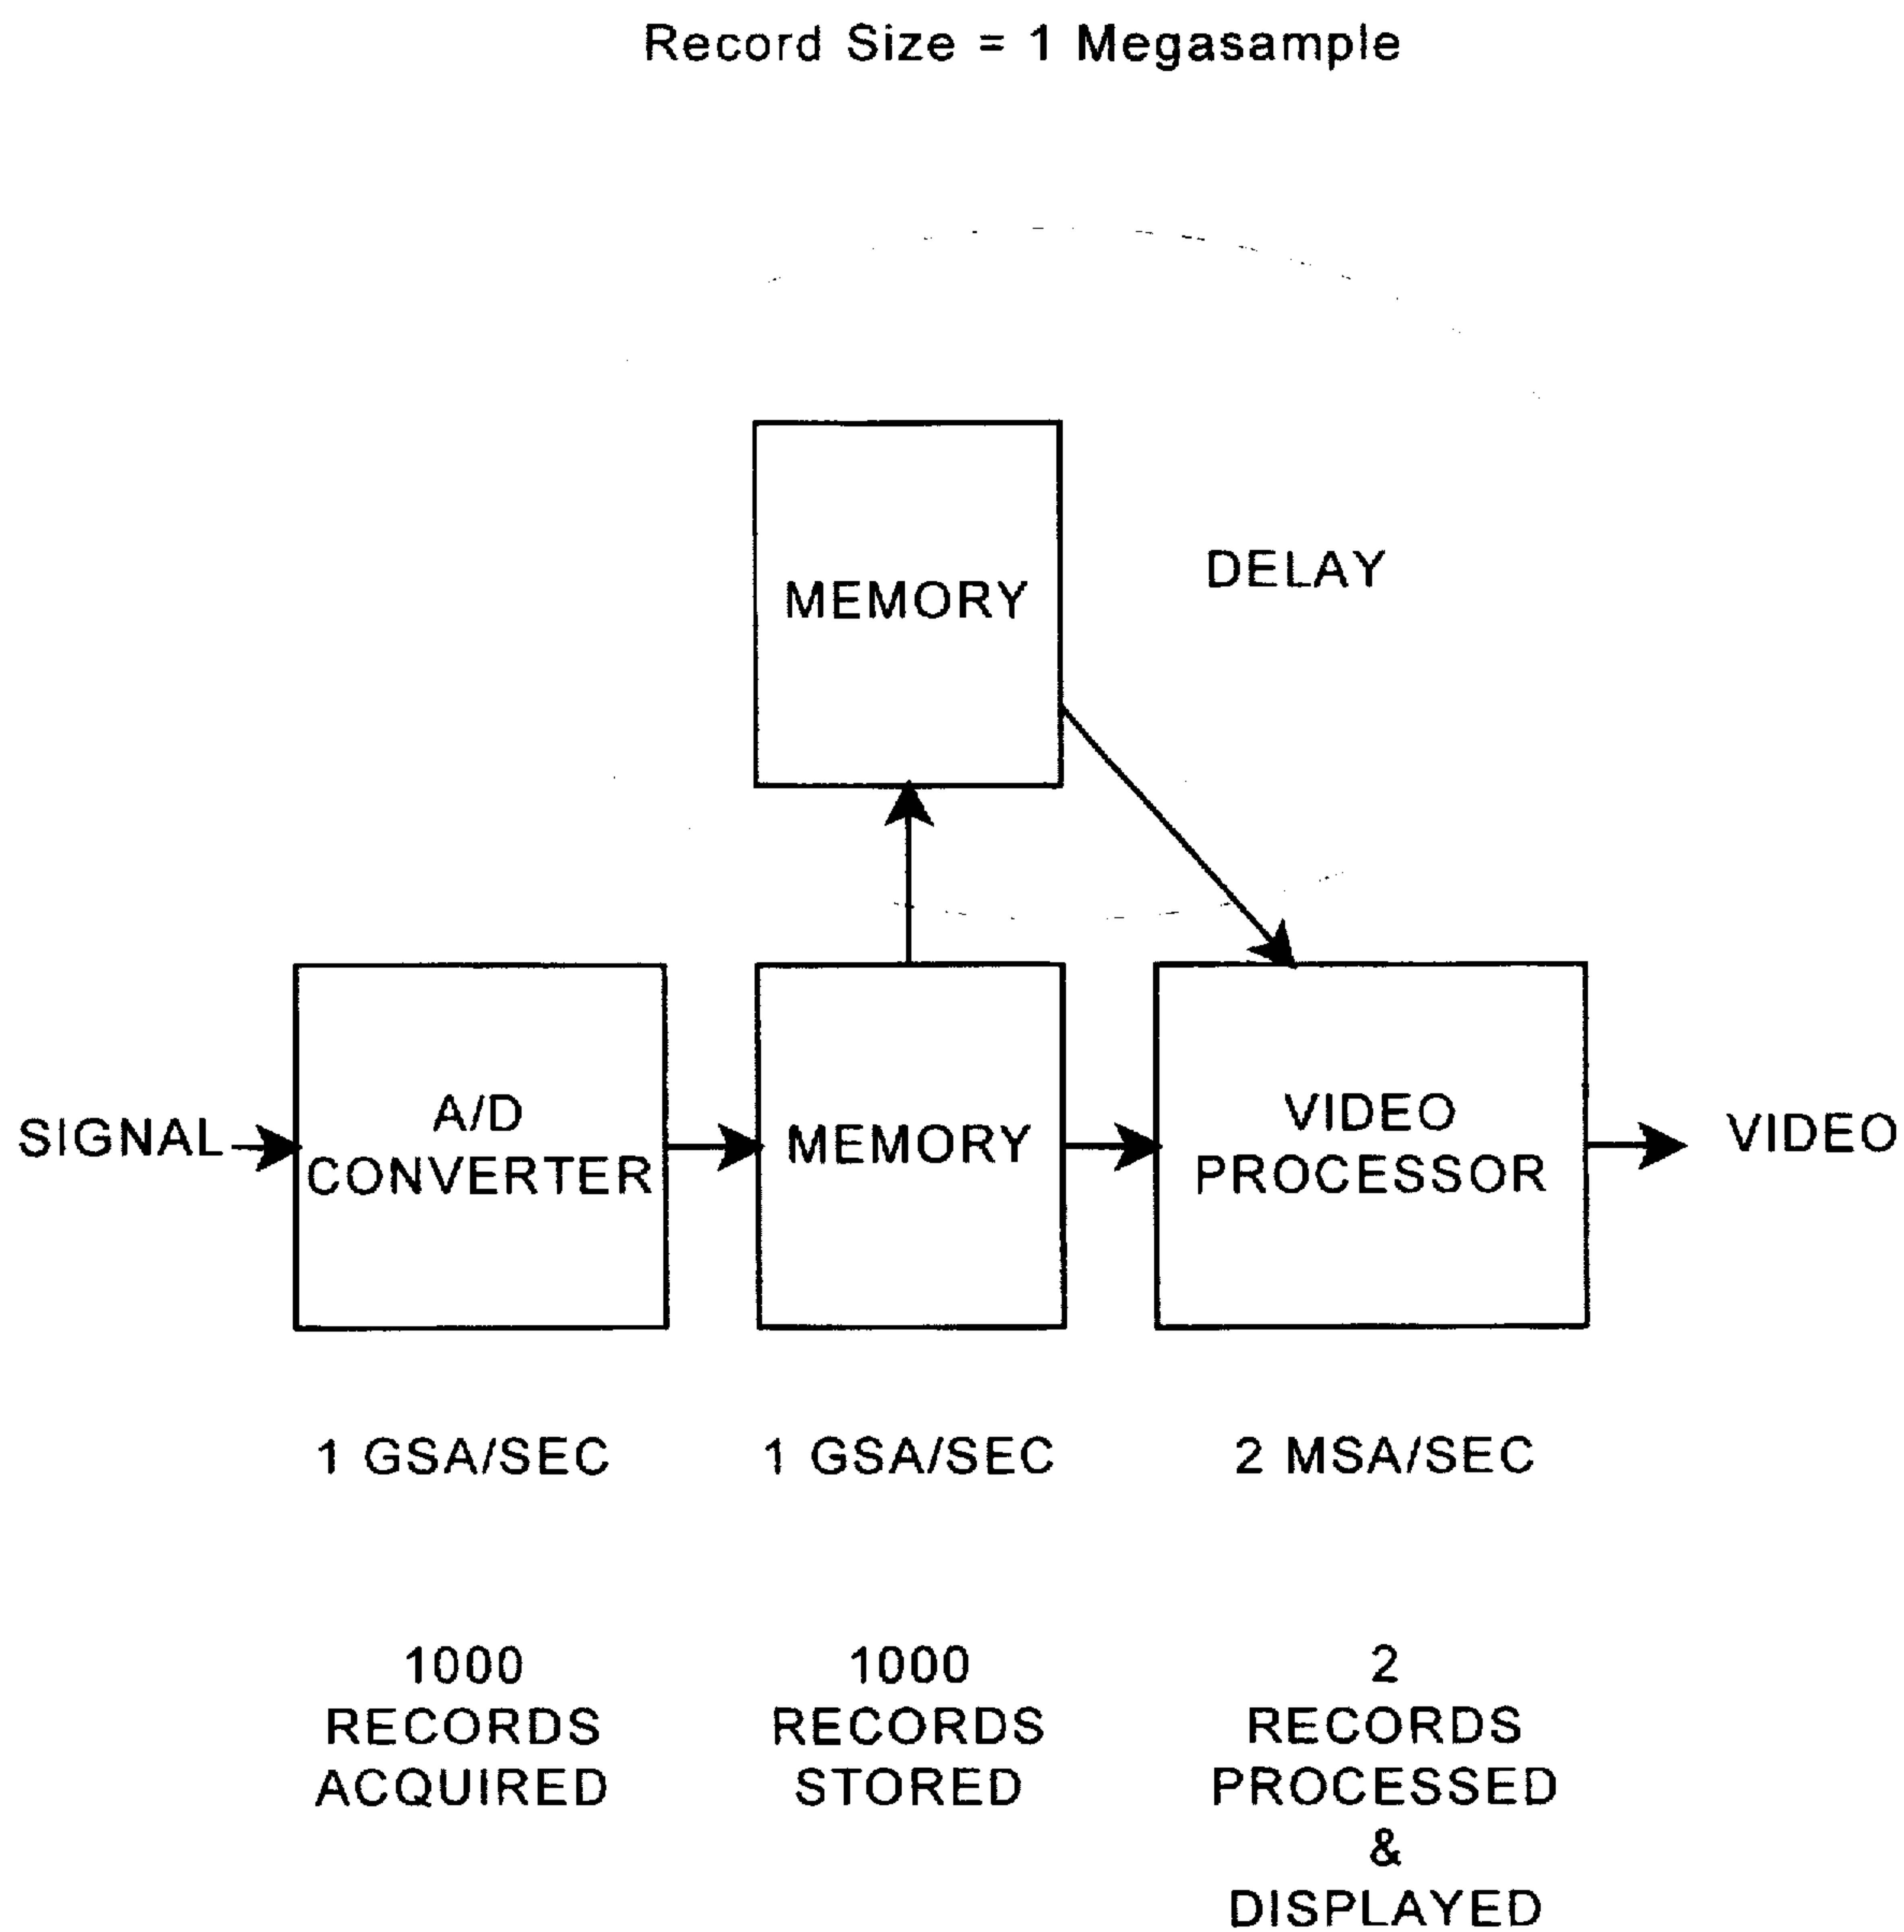 Record Size = 1 Megasample
MEMORY
DELAY
SIGNAL
A/D
CONVERTER
MEMORY
VIDEO
PROCESSOR
VIDEO
1 GSA/SEC
1 GSA/SEC
2 MSA/SEC
1000
RECORDS
ACQUIRED
1000
RECORDS
STORED
2
RECORDS
PROCESSED
&
DISPLAYED